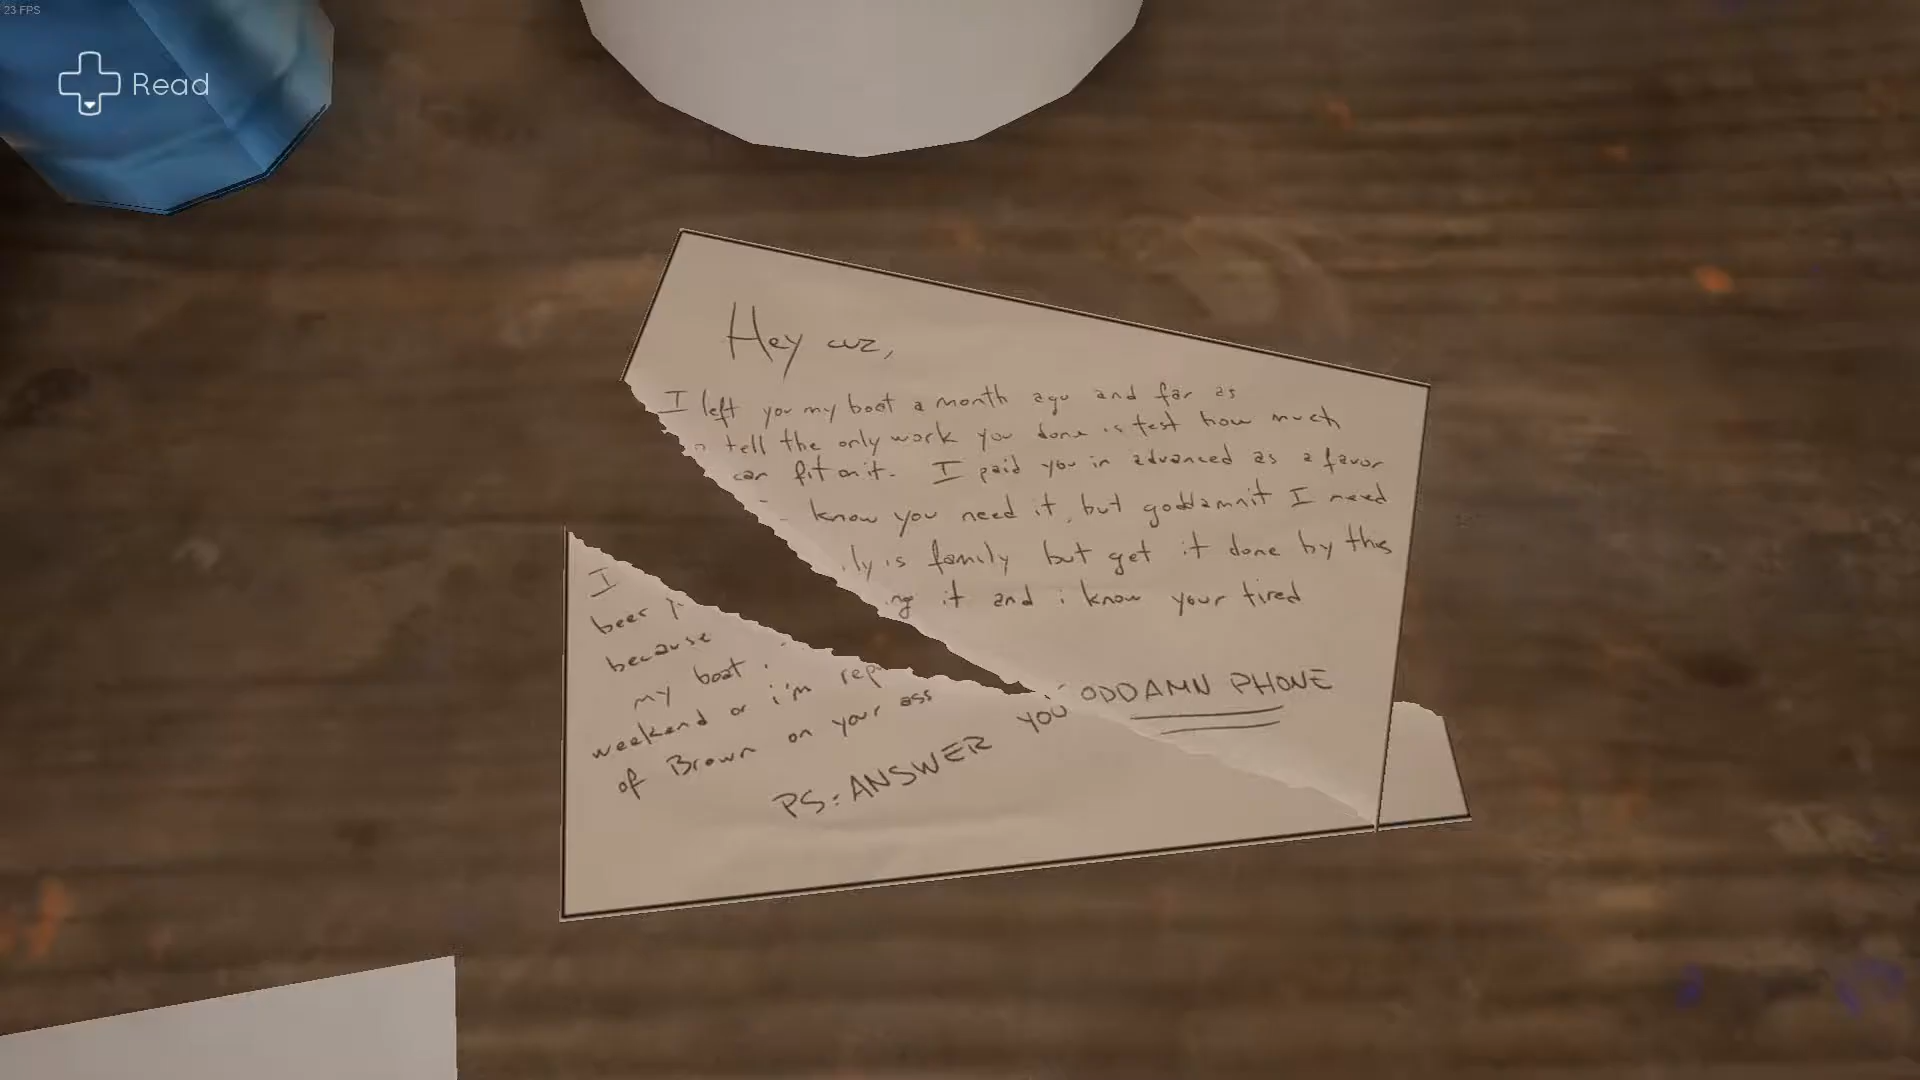 23 FPS
Read
Hey cuz,
I left you my boat a month ago and far as
I
tell the only work you done is test how much
beer
can fit on it. I paid you in advanced as a favor
because
know you need it, but goddamnit I need
my boat
is family but get it done by this
weekend or i'm
it and i know your tired
of Brown on your ass
PS: ANSWER YOU ODDAMN PHONE